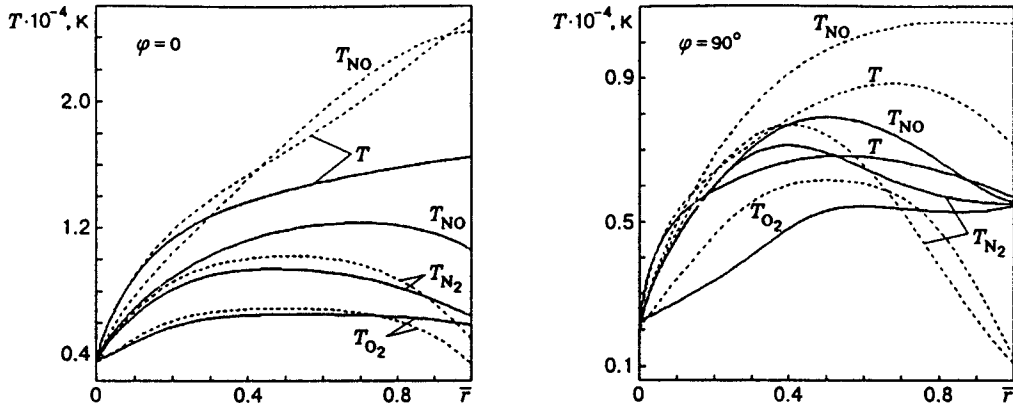 T·10⁻⁴, K
φ = 0
2.0
1.2
0.4
T_NO
T
T_NO
T_N₂
T_O₂
0
0.4
0.8
r̅
T·10⁻⁴, K
φ = 90°
0.9
0.5
0.1
T_NO
T
T_NO
T
T_O₂
T_N₂
0
0.4
0.8
r̅